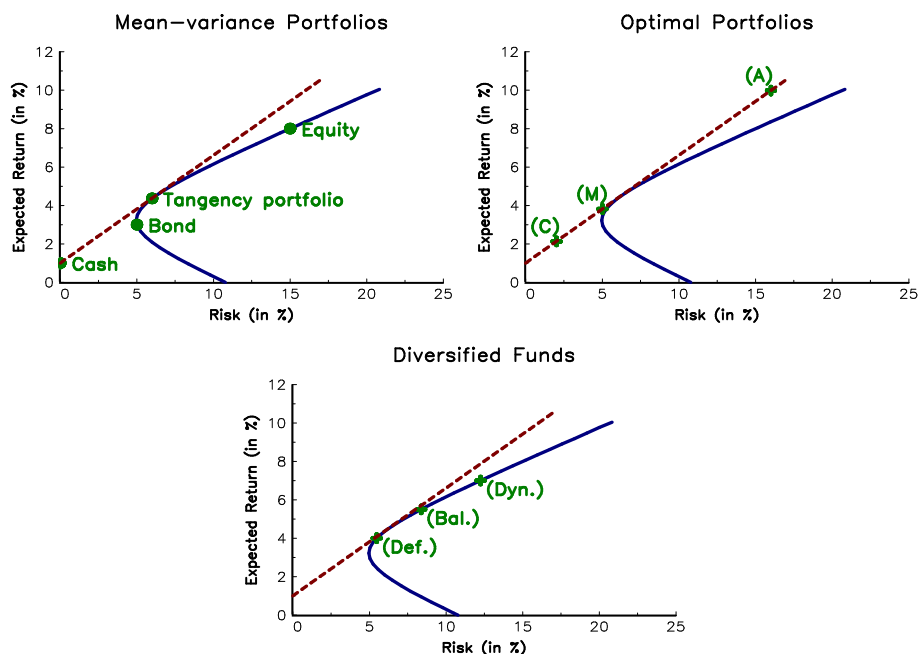 Mean-variance Portfolios
Expected Return (in %)
12
10
8
6
4
2
0
Equity
Tangency portfolio
Bond
Cash
0 5 10 15 20 25
Risk (in %)
Optimal Portfolios
Expected Return (in %)
12
10
8
6
4
2
0
(A)
(M)
(C)
0 5 10 15 20 25
Risk (in %)
Diversified Funds
Expected Return (in %)
12
10
8
6
4
2
0
(Dyn.)
(Bal.)
(Def.)
0 5 10 15 20 25
Risk (in %)